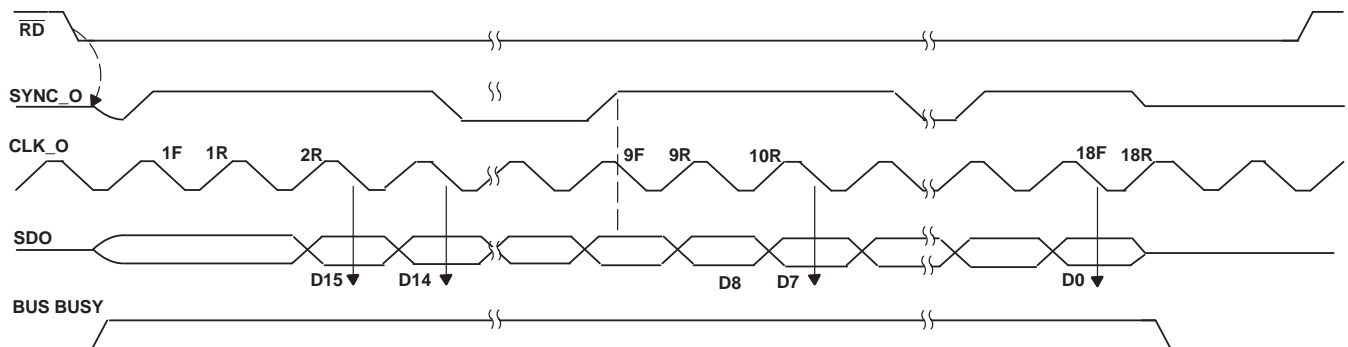 RD
SYNC_O
CLK_O 1F 1R 2R 9F 9R 10R 18F 18R
SDO
D15 D14 D8 D7 D0
BUS BUSY